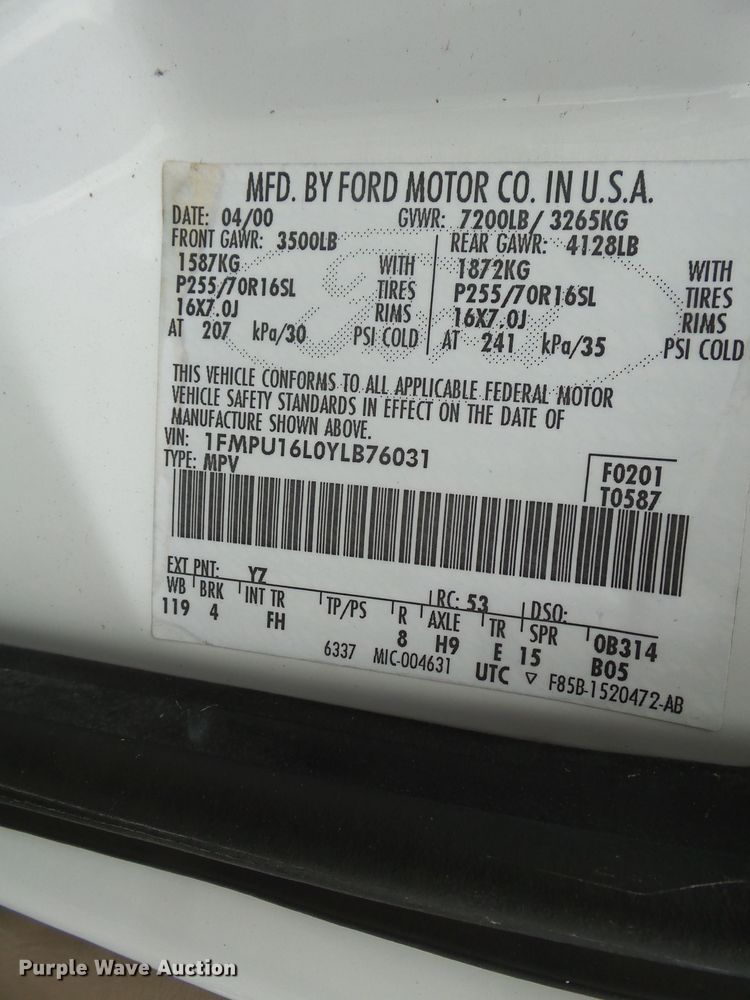 MFD. BY FORD MOTOR CO. IN U.S.A.
DATE: 04/00 GVWR: 7200LB/ 3265KG
FRONT GAWR: 3500LB REAR GAWR: 4128LB
1587KG WITH 1872KG WITH
P255/70R16SL TIRES P255/70R16SL TIRES
16X7.0J RIMS 16X7.0J RIMS
AT 207 kPa/30 PSI COLD AT 241 kPa/35 PSI COLD
THIS VEHICLE CONFORMS TO ALL APPLICABLE FEDERAL MOTOR
VEHICLE SAFETY STANDARDS IN EFFECT ON THE DATE OF
MANUFACTURE SHOWN ABOVE.
VIN: 1FMPU16L0YLB76031
TYPE: MPV
F0201
T0587
EXT PNT: YZ RC: 53 DSO:
WB BRK INT TR TP/PS R AXLE TR SPR 0B314
119 4 FH 8 H9 E 15 B05
6337 MIC-004631 UTC ▽ F85B-1520472-AB
Purple Wave Auction